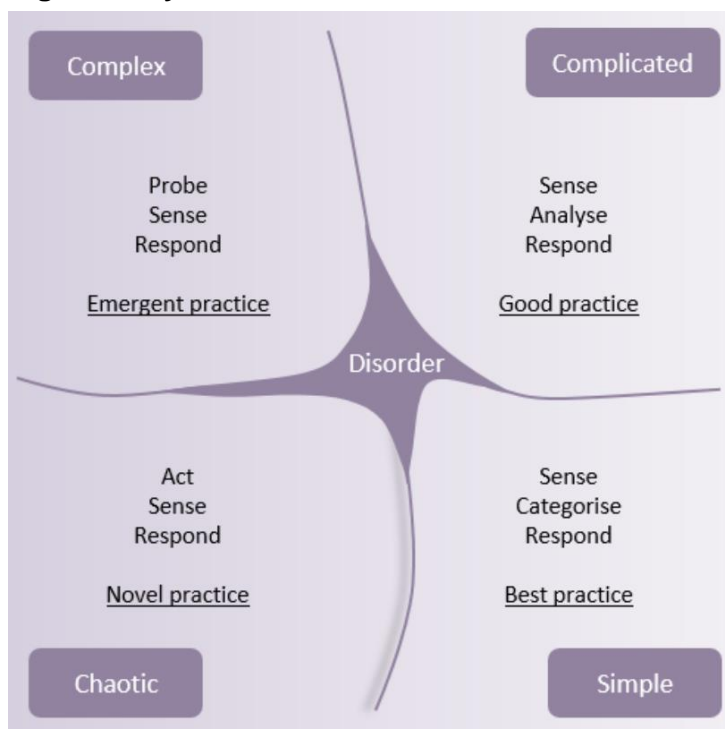 Complex
Probe
Sense
Respond
Emergent practice
Complicated
Sense
Analyse
Respond
Good practice
Disorder
Act
Sense
Respond
Novel practice
Chaotic
Sense
Categorise
Respond
Best practice
Simple